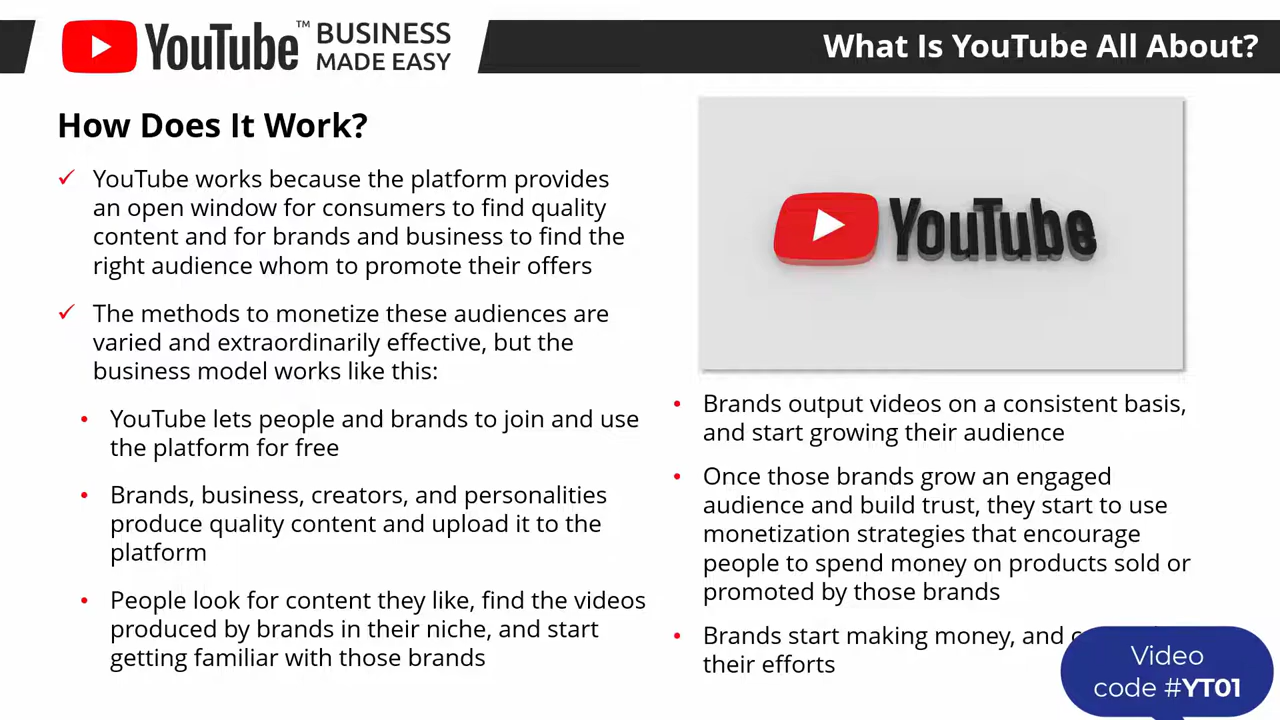 YouTube™ BUSINESS
MADE EASY
What Is YouTube All About?
How Does It Work?
✓ YouTube works because the platform provides
an open window for consumers to find quality
content and for brands and business to find the
right audience whom to promote their offers
✓ The methods to monetize these audiences are
varied and extraordinarily effective, but the
business model works like this:
• YouTube lets people and brands to join and use
the platform for free
• Brands, business, creators, and personalities
produce quality content and upload it to the
platform
• People look for content they like, find the videos
produced by brands in their niche, and start
getting familiar with those brands
YouTube
• Brands output videos on a consistent basis,
and start growing their audience
• Once those brands grow an engaged
audience and build trust, they start to use
monetization strategies that encourage
people to spend money on products sold or
promoted by those brands
• Brands start making money, and
their efforts
Video
code #YT01